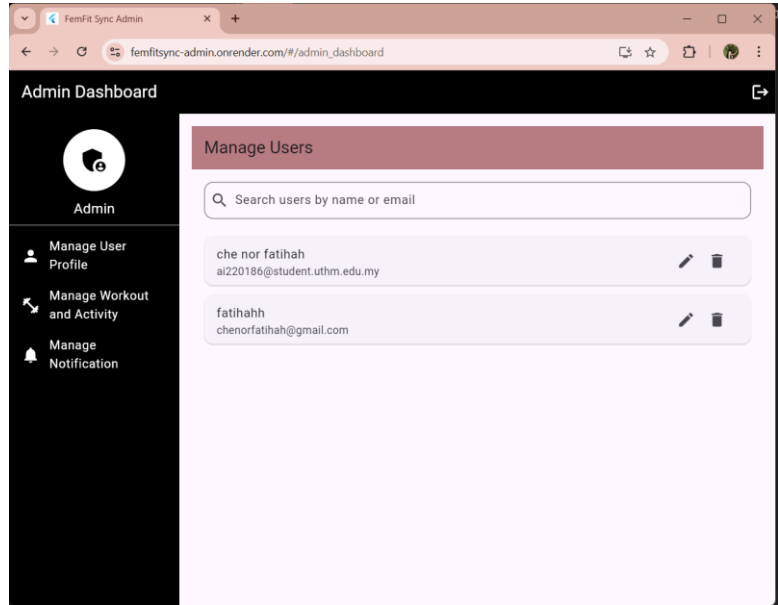 FemFit Sync Admin
femfitsync-admin.onrender.com/#/admin_dashboard
Admin Dashboard
Admin
Manage User
Profile
Manage Workout
and Activity
Manage
Notification
Manage Users
Search users by name or email
che nor fatihah
ai220186@student.uthm.edu.my
fatihahh
chenorfatihah@gmail.com